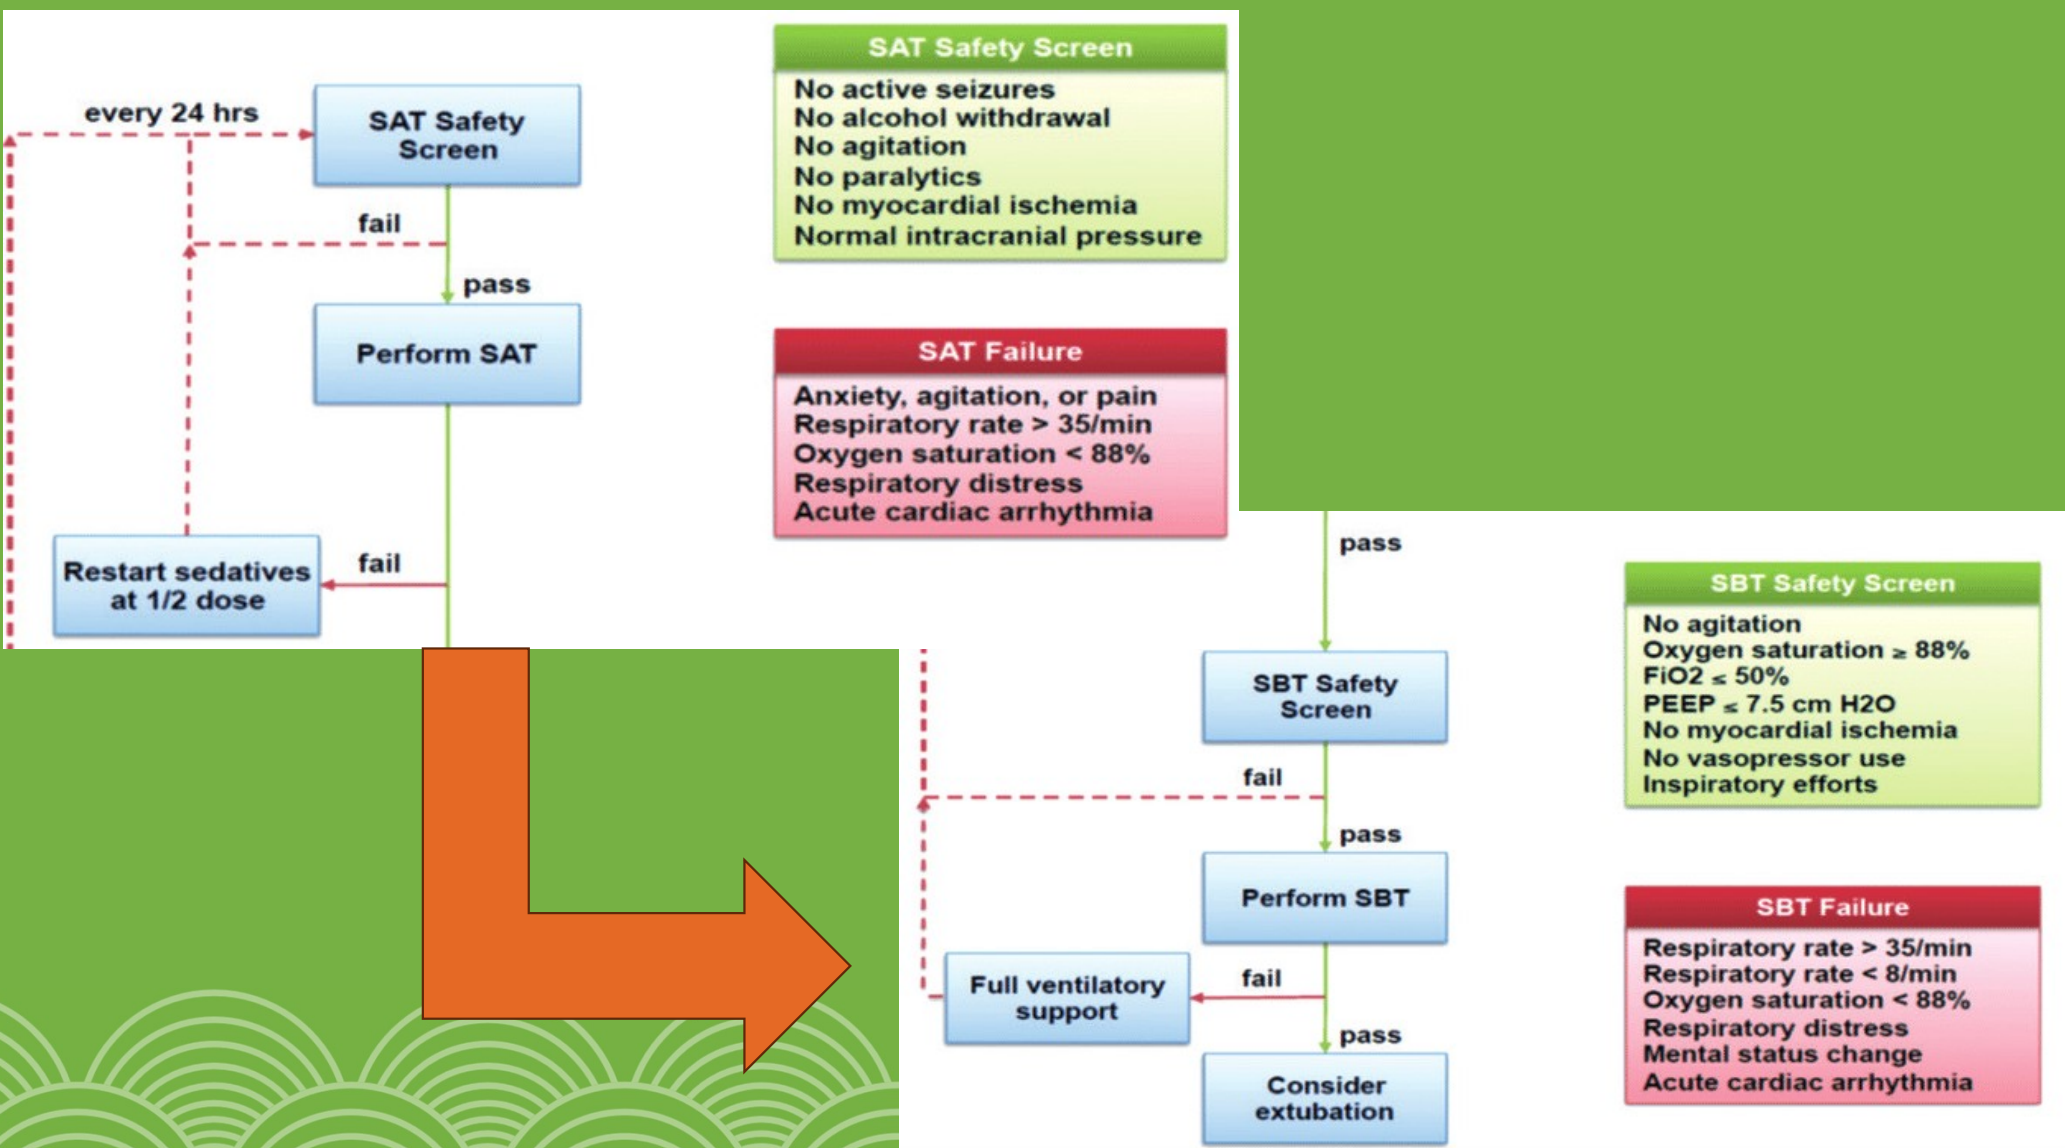 every 24 hrs
SAT Safety
Screen
fail
pass
Perform SAT
fail
Restart sedatives
at 1/2 dose
SAT Safety Screen
No active seizures
No alcohol withdrawal
No agitation
No paralytics
No myocardial ischemia
Normal intracranial pressure
SAT Failure
Anxiety, agitation, or pain
Respiratory rate > 35/min
Oxygen saturation < 88%
Respiratory distress
Acute cardiac arrhythmia
pass
SBT Safety
Screen
fail
pass
Perform SBT
fail
Full ventilatory
support
pass
Consider
extubation
SBT Safety Screen
No agitation
Oxygen saturation ≥ 88%
FiO2 ≤ 50%
PEEP ≤ 7.5 cm H2O
No myocardial ischemia
No vasopressor use
Inspiratory efforts
SBT Failure
Respiratory rate > 35/min
Respiratory rate < 8/min
Oxygen saturation < 88%
Respiratory distress
Mental status change
Acute cardiac arrhythmia